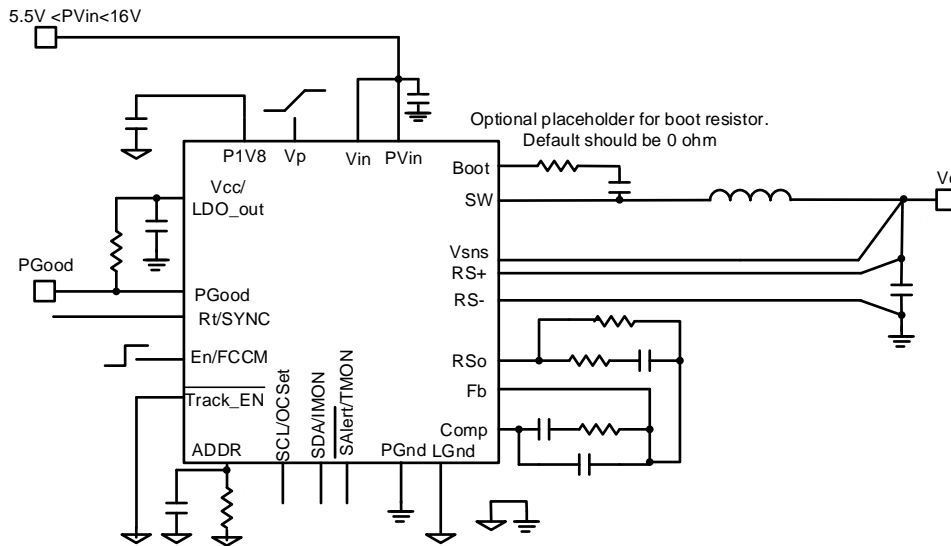 5.5V <PVin<16V
Optional placeholder for boot resistor.
Default should be 0 ohm
P1V8
Vp
Vin
PVin
Boot
Vcc/
LDO_out
SW
Vsns
RS+
RS-
PGood
PGood
Rt/SYNC
En/FCCM
RSo
Track_EN
Fb
Comp
ADDR
SCL/OCSet
SDA/IMON
SAlert/TMON
PGnd
LGnd